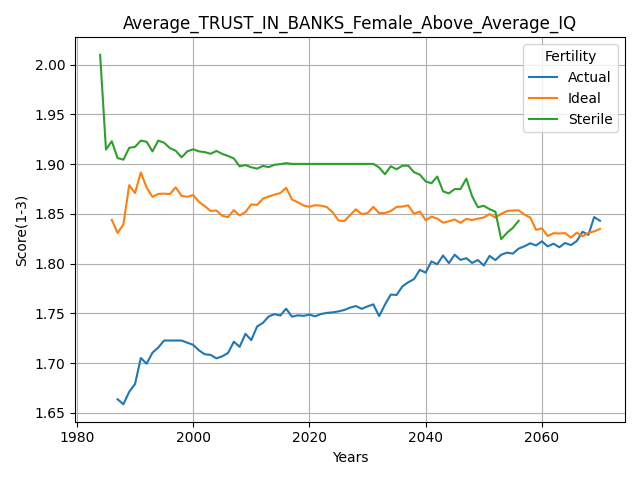 Average_TRUST_IN_BANKS_Female_Above_Average_IQ
Score(1-3)
2.00
1.95
1.90
1.85
1.80
1.75
1.70
1.65
Fertility
Actual
Ideal
Sterile
1980
2000
2020
2040
2060
Years